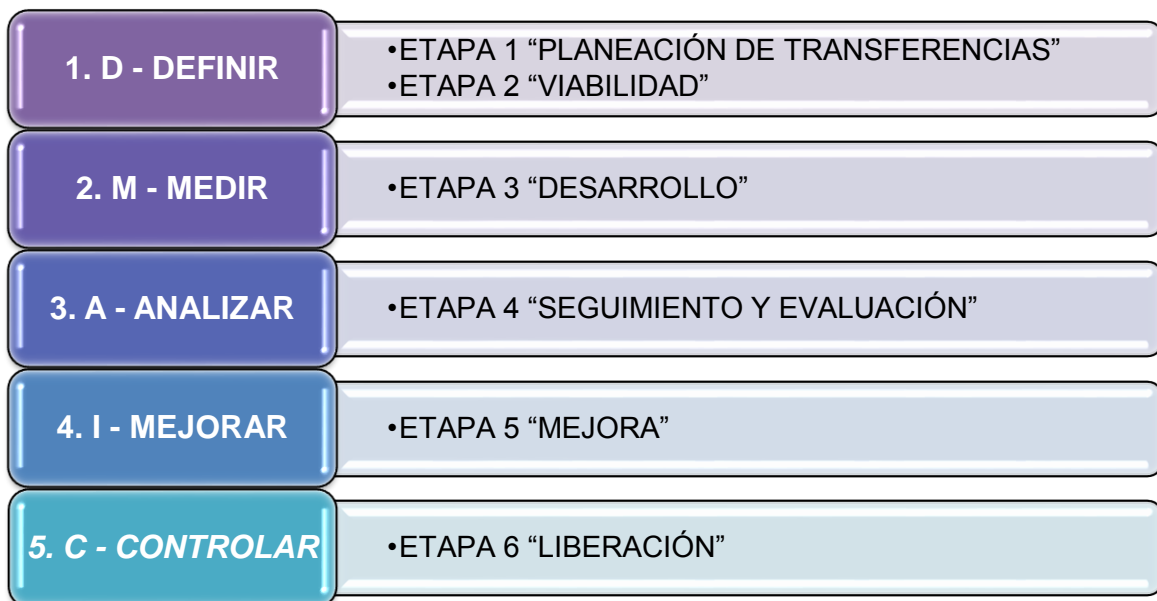 1. D - DEFINIR
•ETAPA 1 “PLANEACIÓN DE TRANSFERENCIAS”
•ETAPA 2 “VIABILIDAD”
2. M - MEDIR
•ETAPA 3 “DESARROLLO”
3. A - ANALIZAR
•ETAPA 4 “SEGUIMIENTO Y EVALUACIÓN”
4. I - MEJORAR
•ETAPA 5 “MEJORA”
5. C - CONTROLAR
•ETAPA 6 “LIBERACIÓN”